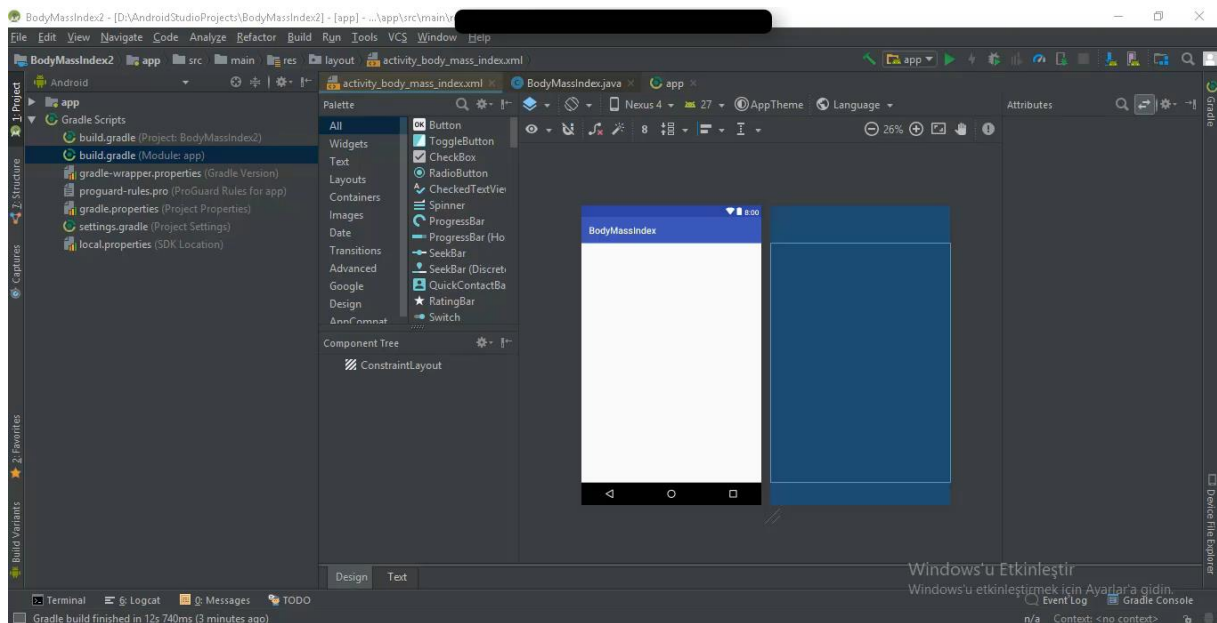 BodyMassIndex2 - [D:\AndroidStudioProjects\BodyMassIndex2] - [app] - ...\app\src\main\
File Edit View Navigate Code Analyze Refactor Build Run Tools VCS Window Help
BodyMassIndex2 app src main res layout activity_body_mass_index.xml
app
1: Project
Android
activity_body_mass_index.xml BodyMassIndex.java app
Gradle
app
Gradle Scripts
build.gradle (Project: BodyMassIndex2)
build.gradle (Module: app)
gradle-wrapper.properties (Gradle Version)
proguard-rules.pro (ProGuard Rules for app)
gradle.properties (Project Properties)
settings.gradle (Project Settings)
local.properties (SDK Location)
Z: Structure
Captures
2: Favorites
Build Variants
Palette
All
Widgets
Text
Layouts
Containers
Images
Date
Transitions
Advanced
Google
Design
AppCompat
OK Button
ToggleButton
CheckBox
RadioButton
CheckedTextVie
Spinner
ProgressBar
ProgressBar (Ho
SeekBar
SeekBar (Discret
QuickContactBa
RatingBar
Switch
Component Tree
ConstraintLayout
Nexus 4 27 AppTheme Language
8 26%
8:00
BodyMassIndex
Attributes
Device File Explorer
Design Text
Windows'u Etkinleştir
Windows'u etkinleştirmek için Ayarlar'a gidin.
Terminal 6: Logcat 0: Messages TODO
Event Log Gradle Console
Gradle build finished in 12s 740ms (3 minutes ago)
n/a Context: <no context>